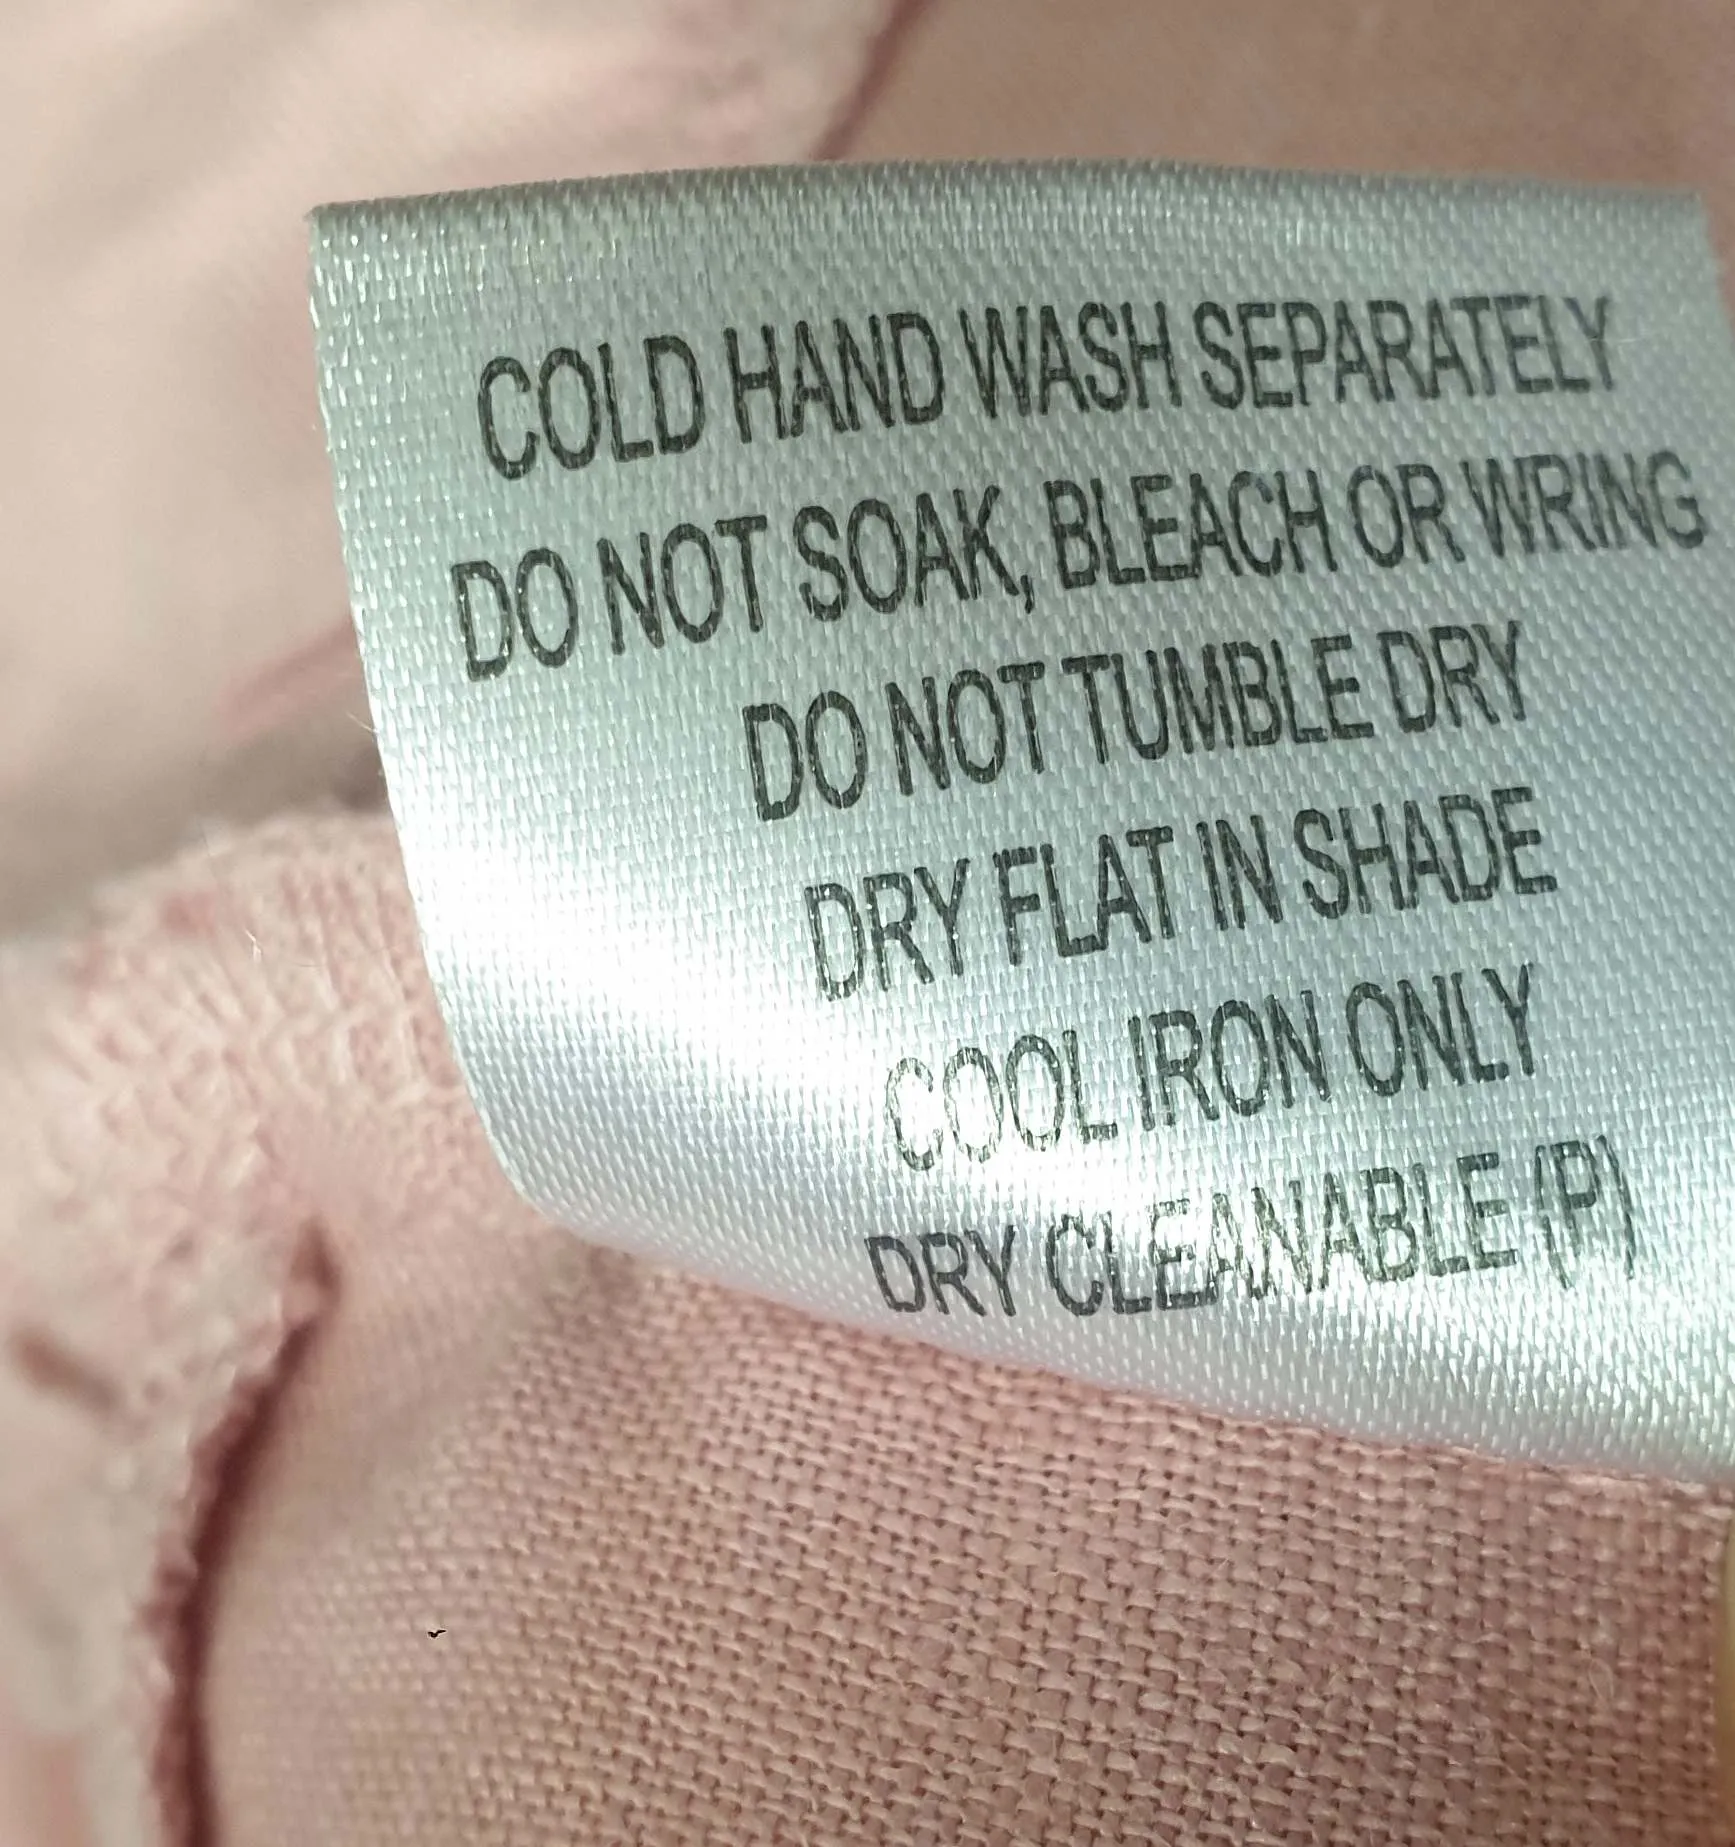 COLD HAND WASH SEPARATELY
DO NOT SOAK, BLEACH OR WRING
DO NOT TUMBLE DRY
DRY FLAT IN SHADE
COOL IRON ONLY
DRY CLEANABLE (P)